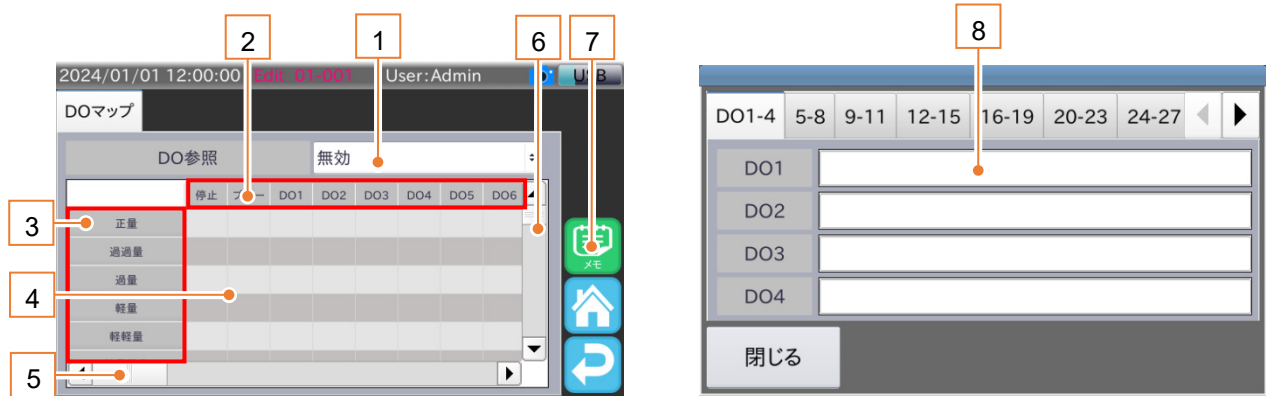 2
1
6
7
8
2024/01/01 12:00:00 Edit 01-001 User:Admin USB
DOマップ
DO参照 無効
停止 DO1 DO2 DO3 DO4 DO5 DO6
3
正量
過過量
過量
4
軽量
軽軽量
5
メモ
DO1-4 5-8 9-11 12-15 16-19 20-23 24-27
DO1
DO2
DO3
DO4
閉じる